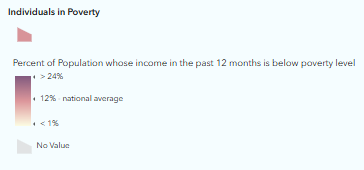 Individuals in Poverty
Percent of Population whose income in the past 12 months is below poverty level
> 24%
12% - national average
< 1%
No Value